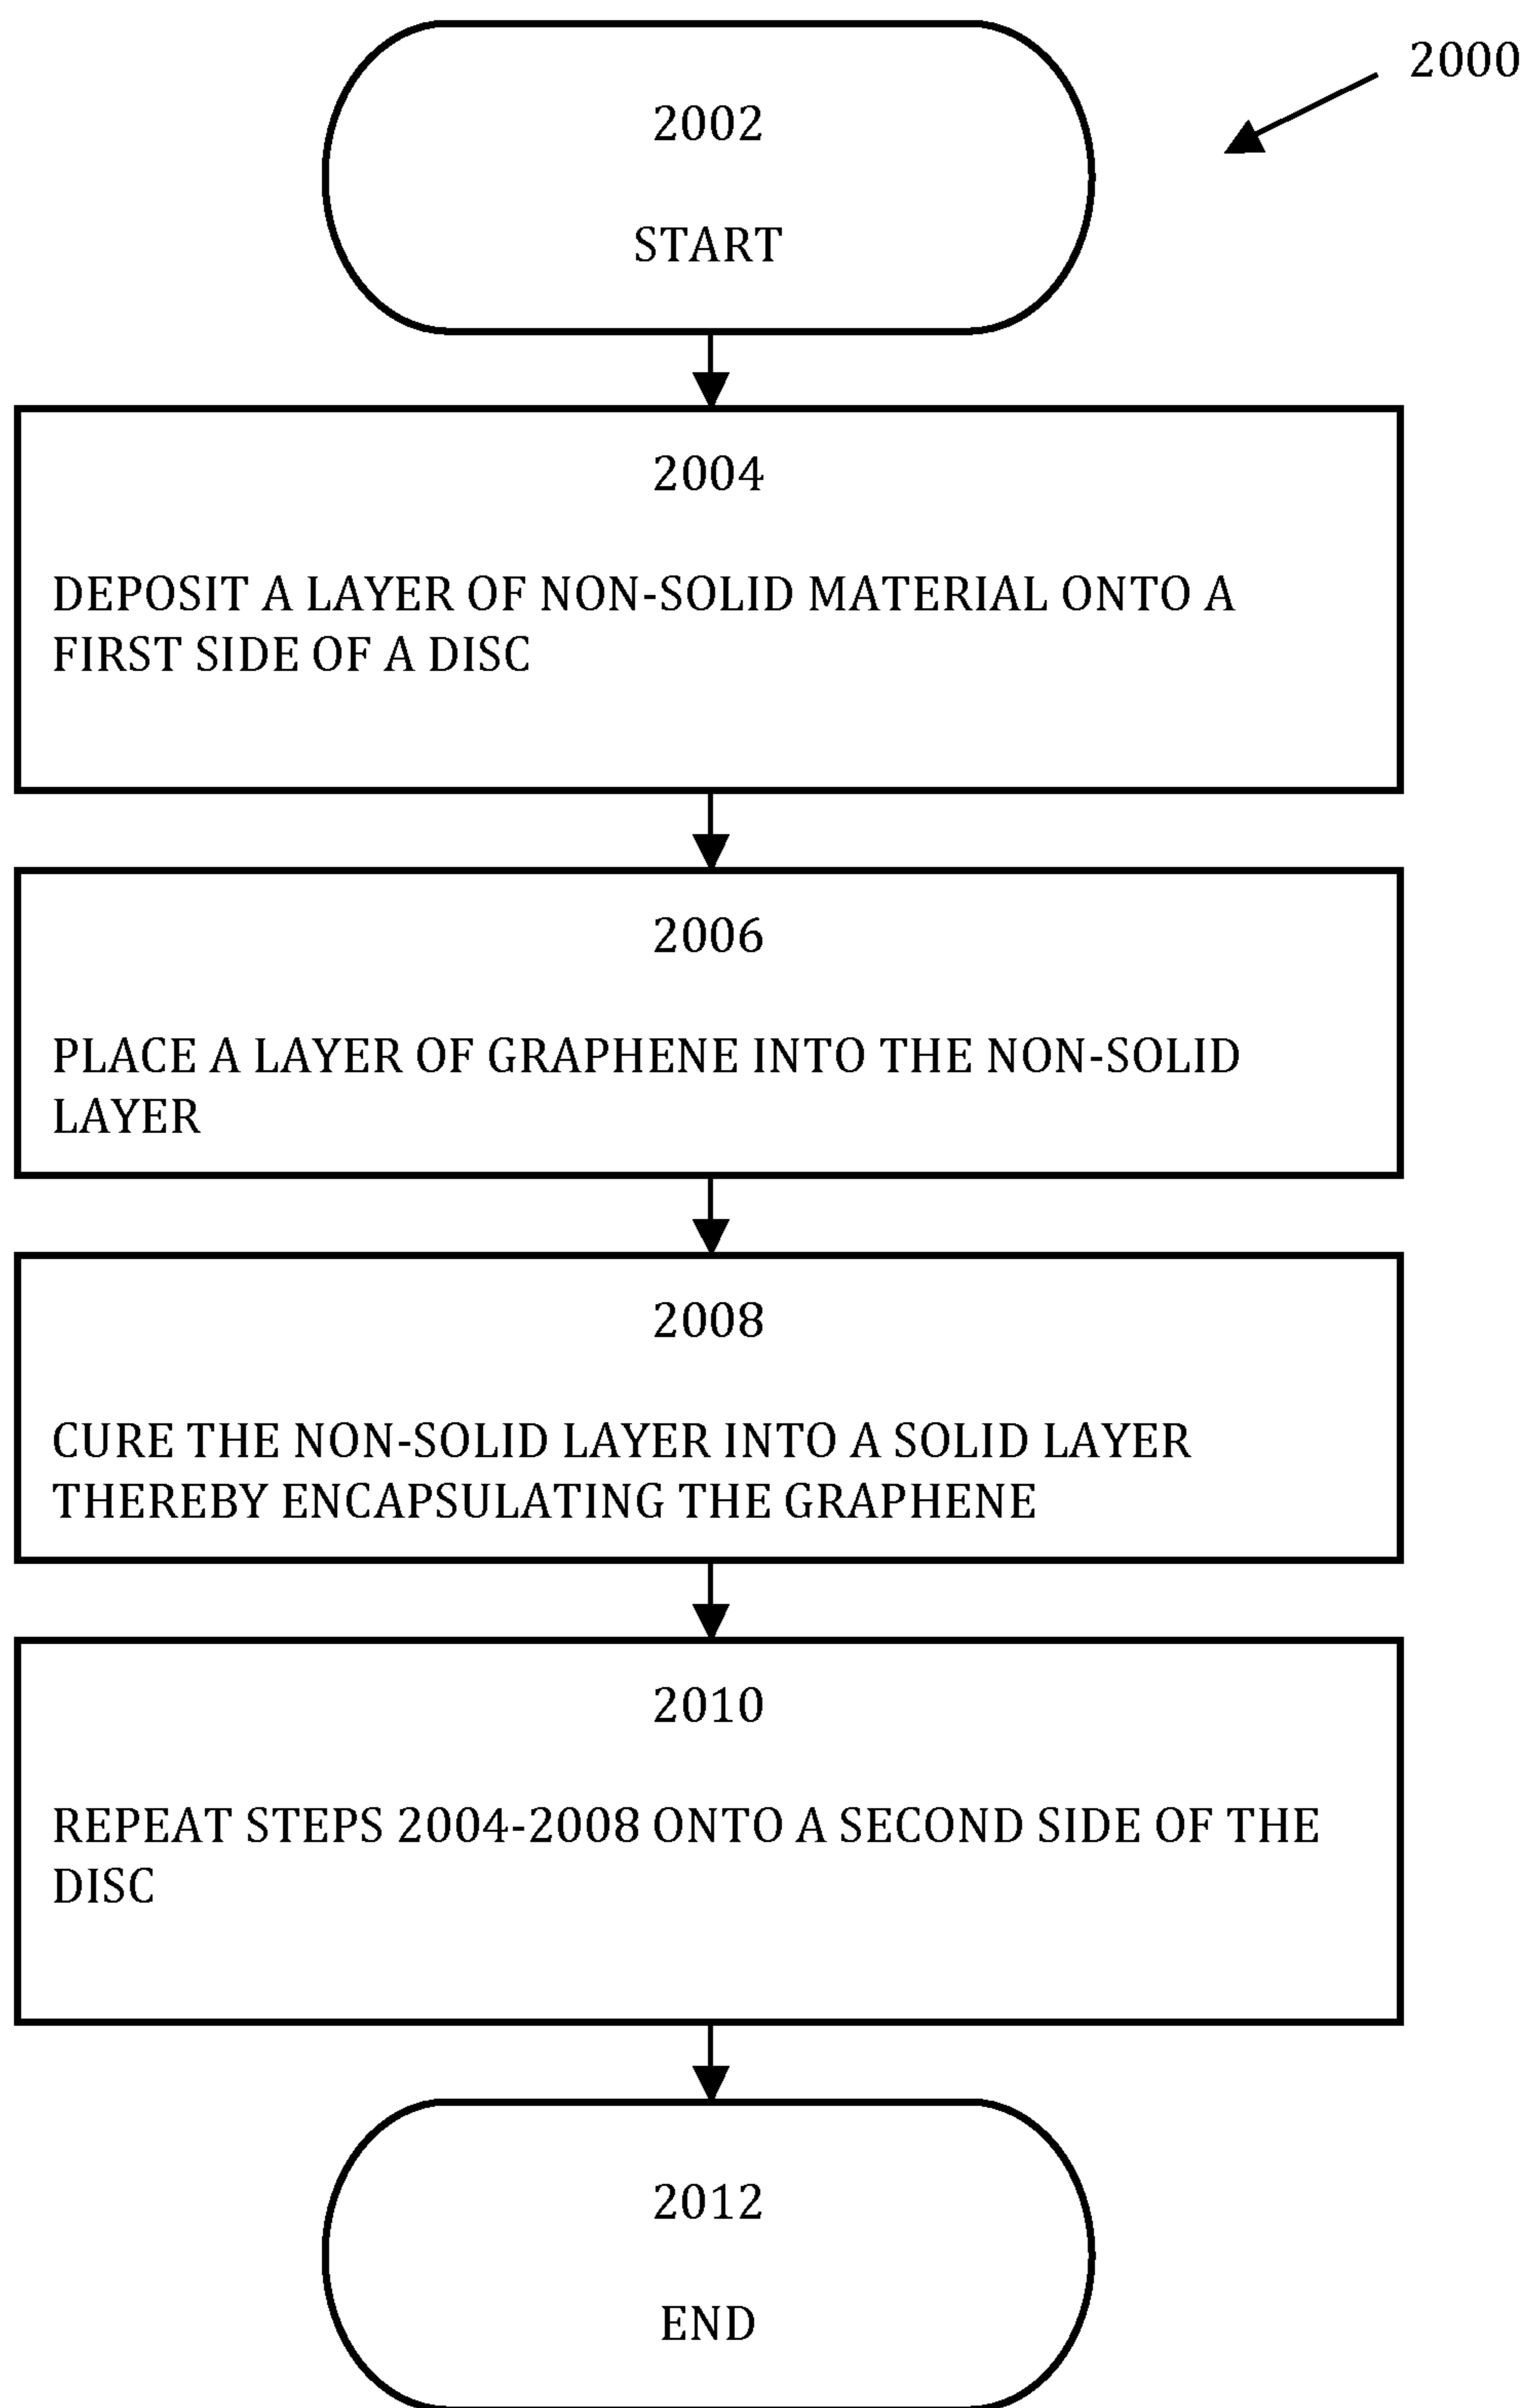 2000
2002
START
2004
DEPOSIT A LAYER OF NON-SOLID MATERIAL ONTO A
FIRST SIDE OF A DISC
2006
PLACE A LAYER OF GRAPHENE INTO THE NON-SOLID
LAYER
2008
CURE THE NON-SOLID LAYER INTO A SOLID LAYER
THEREBY ENCAPSULATING THE GRAPHENE
2010
REPEAT STEPS 2004-2008 ONTO A SECOND SIDE OF THE
DISC
2012
END